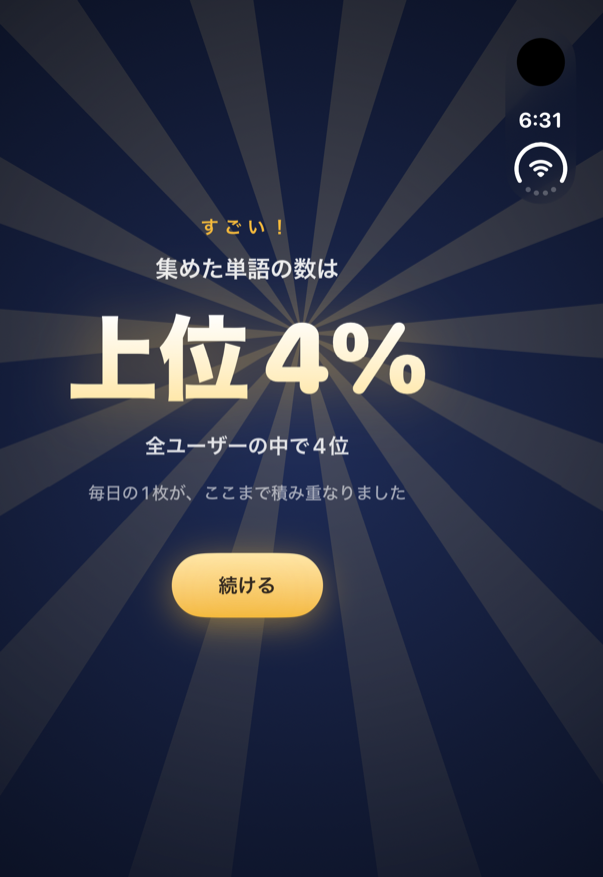 6:31
すごい！
集めた単語の数は
上位4%
全ユーザーの中で4位
毎日の1枚が、ここまで積み重なりました
続ける